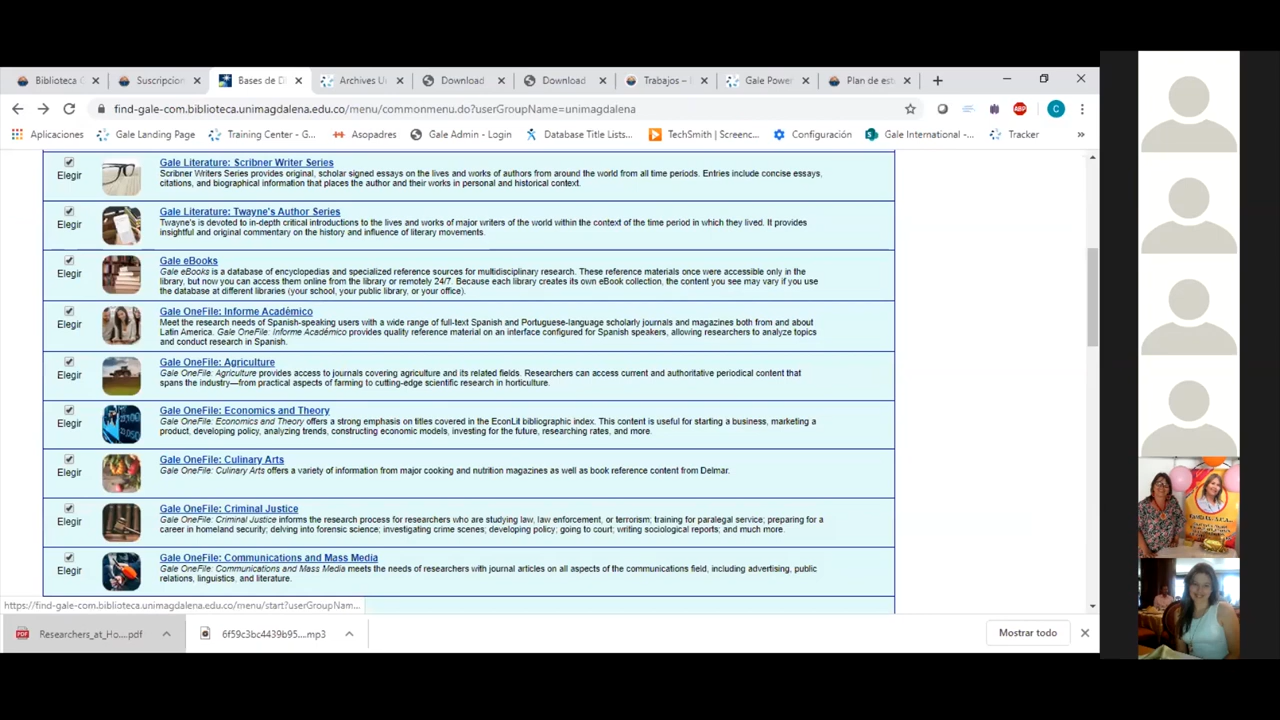 Biblioteca
Suscripcion
Bases de D
Archives U
Download
Download
Trabajos –
Gale Power
Plan de est
find-gale-com.biblioteca.unimagdalena.edu.co/menu/commonmenu.do?userGroupName=unimagdalena
ABP
C
Aplicaciones
Gale Landing Page
Training Center - G...
Asopadres
Gale Admin - Login
Database Title Lists...
TechSmith | Screenc...
Configuración
Gale International -...
Tracker
»
Elegir
Gale Literature: Scribner Writer Series
Scribner Writers Series provides original, scholar signed essays on the lives and works of authors from around the world from all time periods. Entries include concise essays,
citations, and biographical information that places the author and their works in personal and historical context.
Elegir
Gale Literature: Twayne's Author Series
Twayne's is devoted to in-depth critical introductions to the lives and works of major writers of the world within the context of the time period in which they lived. It provides
insightful and original commentary on the history and influence of literary movements.
Elegir
Gale eBooks
Gale eBooks is a database of encyclopedias and specialized reference sources for multidisciplinary research. These reference materials once were accessible only in the
library, but now you can access them online from the library or remotely 24/7. Because each library creates its own eBook collection, the content you see may vary if you use
the database at different libraries (your school, your public library, or your office).
Elegir
Gale OneFile: Informe Académico
Meet the research needs of Spanish-speaking users with a wide range of full-text Spanish and Portuguese-language scholarly journals and magazines both from and about
Latin America. Gale OneFile: Informe Académico provides quality reference material on an interface configured for Spanish speakers, allowing researchers to analyze topics
and conduct research in Spanish.
Elegir
Gale OneFile: Agriculture
Gale OneFile: Agriculture provides access to journals covering agriculture and its related fields. Researchers can access current and authoritative periodical content that
spans the industry—from practical aspects of farming to cutting-edge scientific research in horticulture.
Elegir
Gale OneFile: Economics and Theory
Gale OneFile: Economics and Theory offers a strong emphasis on titles covered in the EconLit bibliographic index. This content is useful for starting a business, marketing a
product, developing policy, analyzing trends, constructing economic models, investing for the future, researching rates, and more.
Elegir
Gale OneFile: Culinary Arts
Gale OneFile: Culinary Arts offers a variety of information from major cooking and nutrition magazines as well as book reference content from Delmar.
Elegir
Gale OneFile: Criminal Justice
Gale OneFile: Criminal Justice informs the research process for researchers who are studying law, law enforcement, or terrorism; training for paralegal service; preparing for a
career in homeland security; delving into forensic science; investigating crime scenes; developing policy; going to court; writing sociological reports; and much more.
Elegir
Gale OneFile: Communications and Mass Media
Gale OneFile: Communications and Mass Media meets the needs of researchers with journal articles on all aspects of the communications field, including advertising, public
relations, linguistics, and literature.
https://find-gale-com.biblioteca.unimagdalena.edu.co/menu/start?userGroupNam...
Researchers_at_Ho....pdf
6f59c3bc4439b95....mp3
Mostrar todo